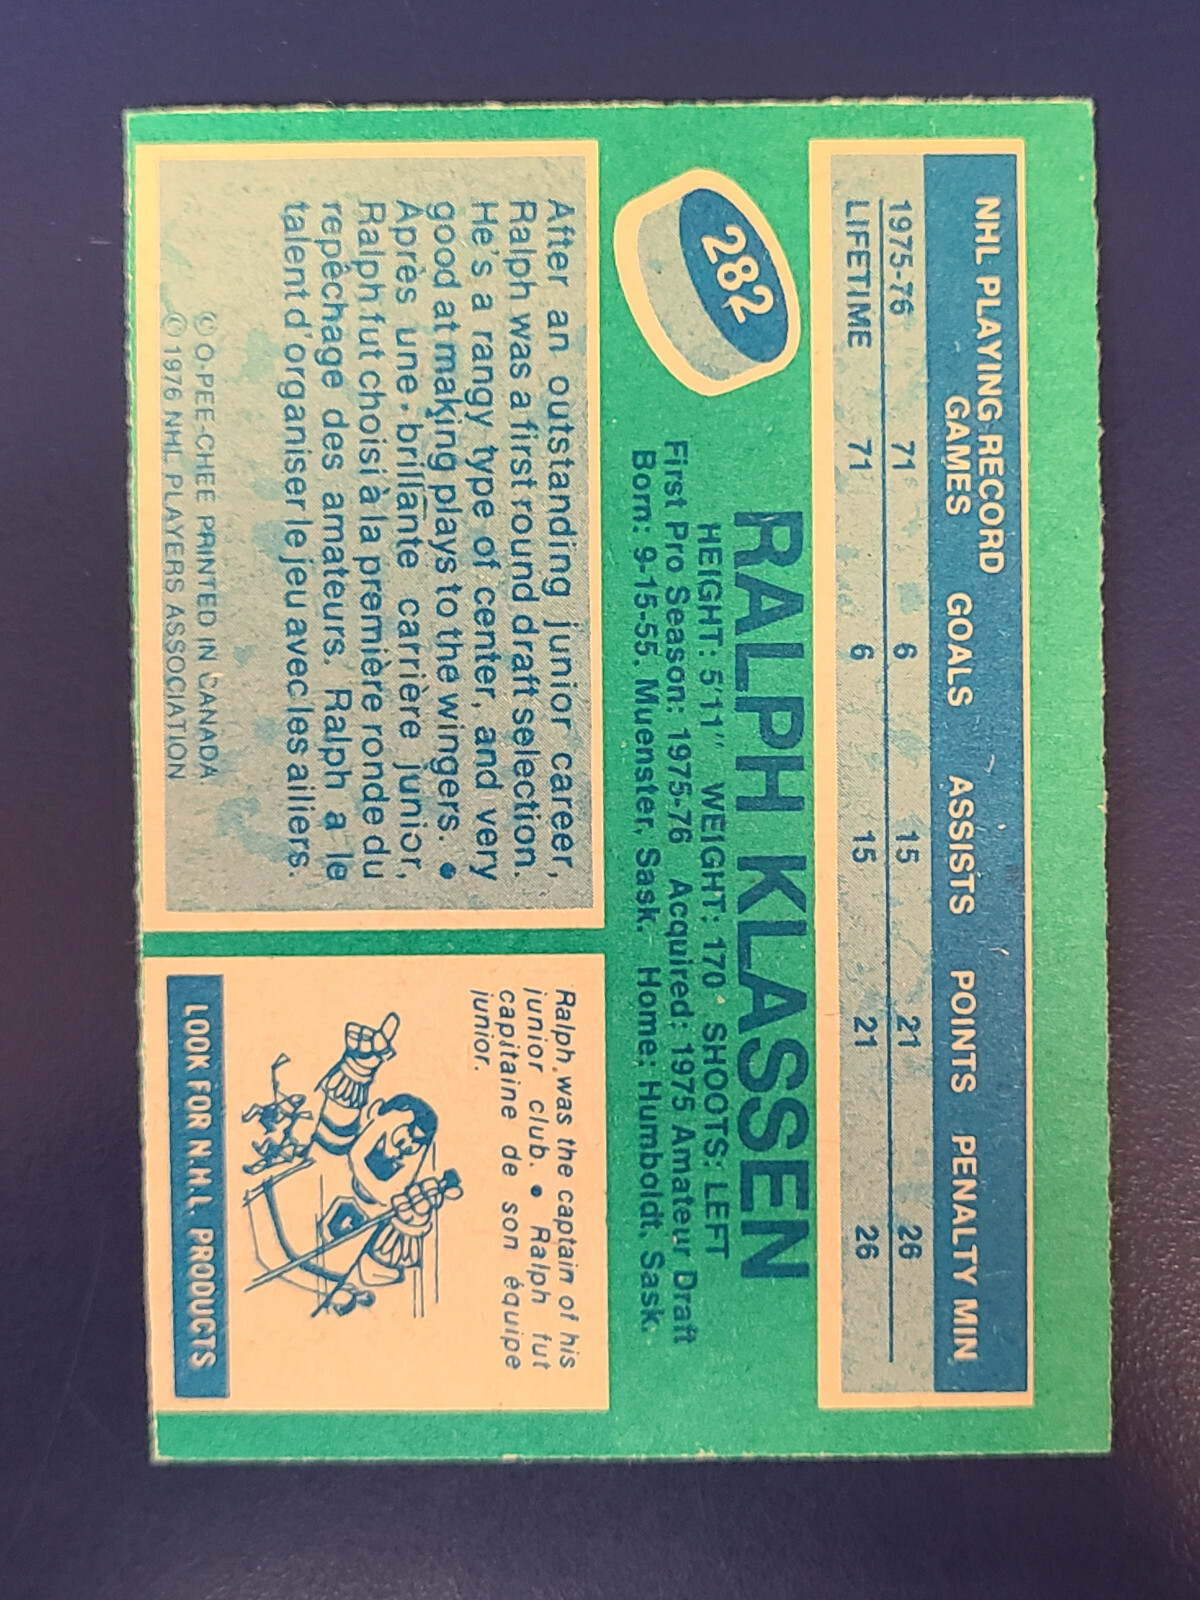 NHL PLAYING RECORD
GAMES GOALS ASSISTS POINTS PENALTY MIN
1975-76 71 6 15 21 26
LIFETIME 71 6 15 21 26
282
RALPH KLASSEN
HEIGHT: 5'11" WEIGHT: 170 SHOOTS: LEFT
First Pro Season: 1975-76 Acquired: 1975 Amateur Draft
Born: 9-15-55. Muenster, Sask. Home: Humboldt, Sask.
After an outstanding junior career,
Ralph was a first round draft selection.
He's a rangy type of center, and very
good at making plays to the wingers. •
Après une brillante carrière junior,
Ralph fut choisi à la première ronde du
repêchage des amateurs. Ralph a le
talent d'organiser le jeu avec les ailiers.
© O-PEE-CHEE PRINTED IN CANADA
© 1976 NHL PLAYERS ASSOCIATION
Ralph was the captain of his
junior club. • Ralph fut
capitaine de son équipe
junior.
LOOK FOR N.H.L. PRODUCTS